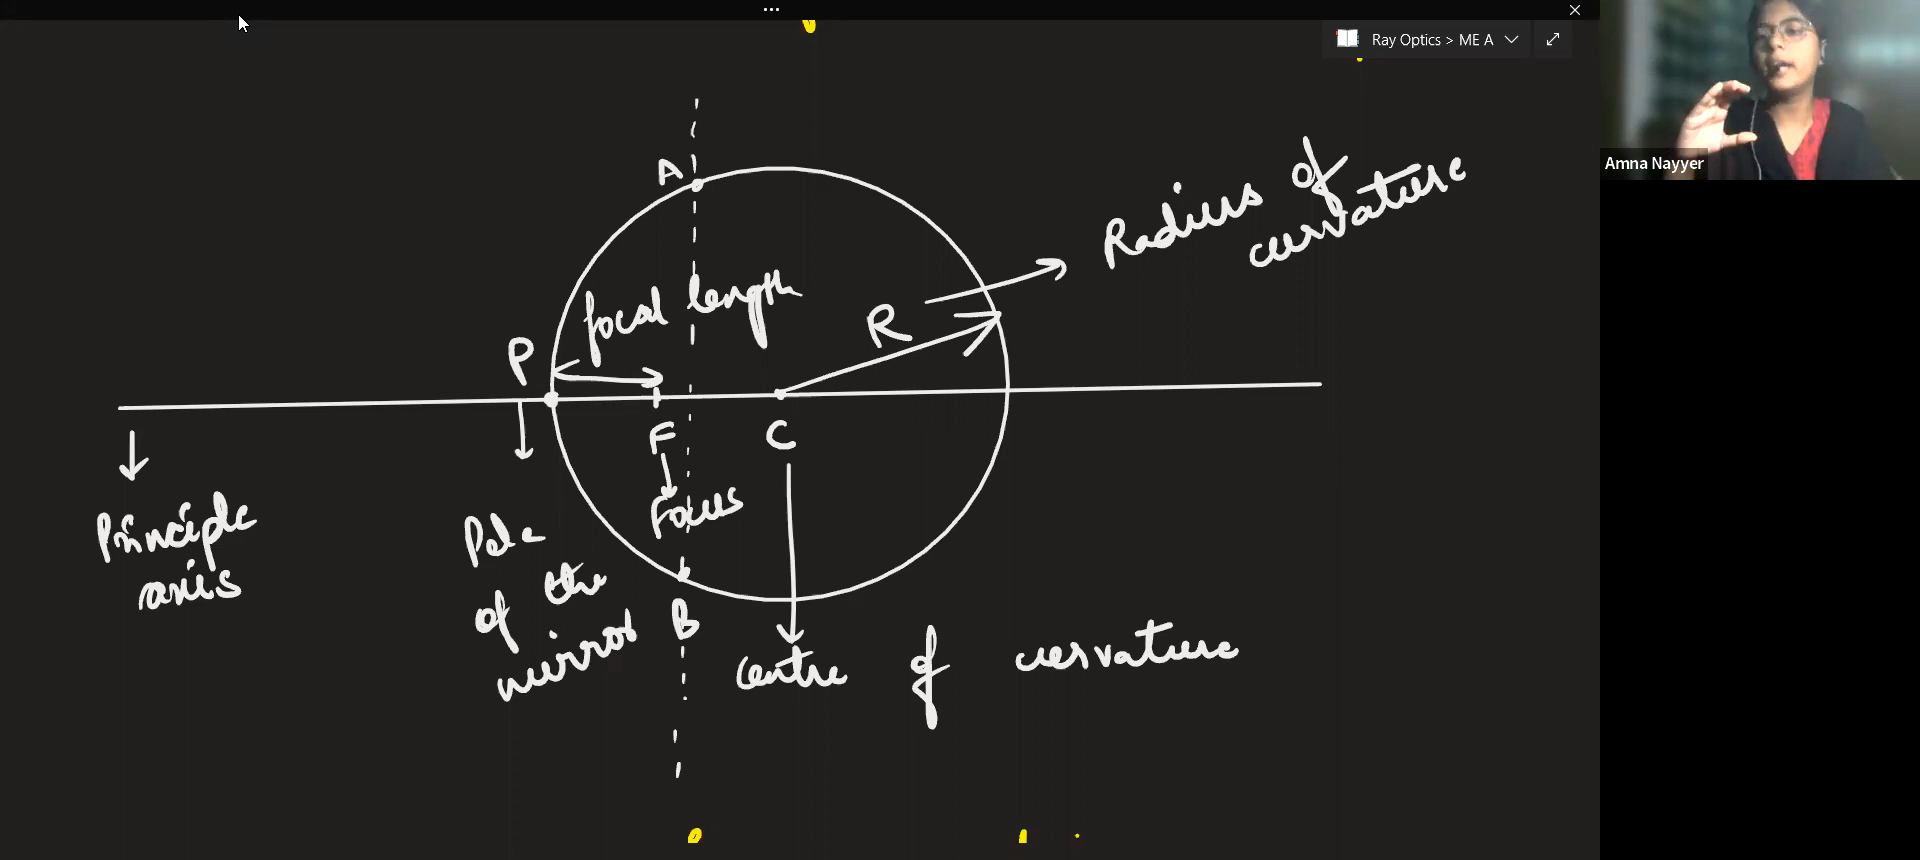 Ray Optics > ME A
Amna Nayyer
A
Radius of
curvature
focal length
R
P
F
C
Principle
axis
Focus
Pole
of the
mirror
B
Centre of curvature